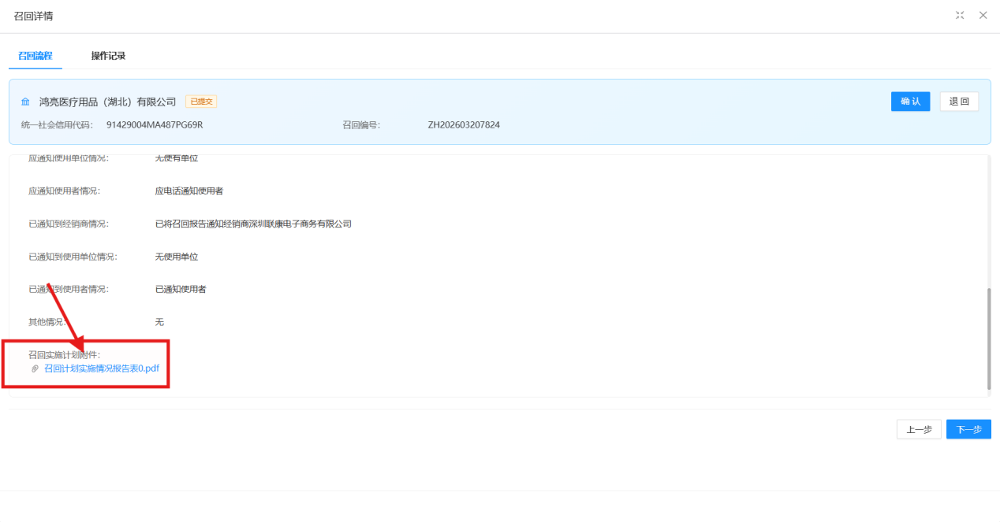 召回详情
召回流程 操作记录
鸿亮医疗用品（湖北）有限公司 已提交 确 认 退 回
统一社会信用代码： 91429004MA487PG69R 召回编号： ZH202603207824
应通知使用单位情况： 无使有单位
应通知使用者情况： 应电话通知使用者
已通知到经销商情况： 已将召回报告通知经销商深圳联康电子商务有限公司
已通知到使用单位情况： 无使用单位
已通知到使用者情况： 已通知使用者
其他情况： 无
召回实施计划附件：
召回计划实施情况报告表0.pdf
上一步 下一步